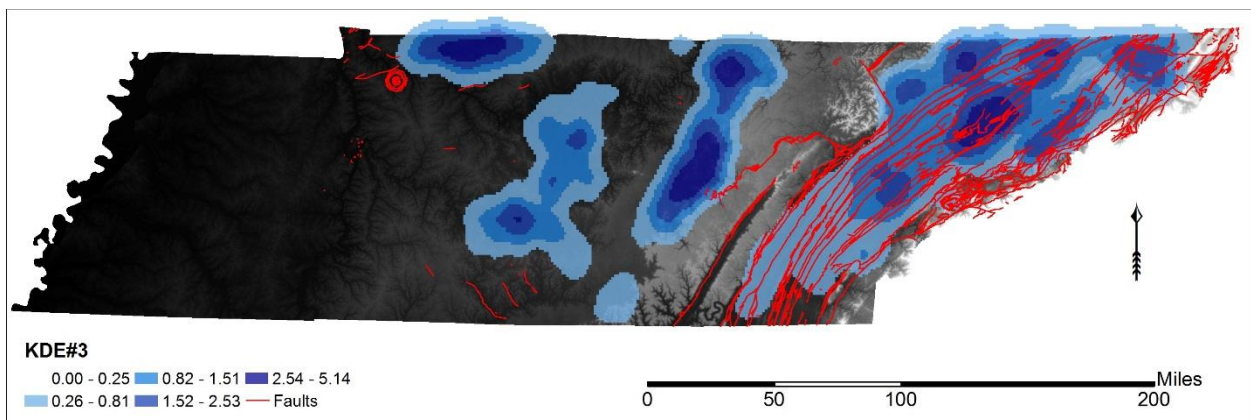 KDE#3
0.00 - 0.25 0.82 - 1.51 2.54 - 5.14
0.26 - 0.81 1.52 - 2.53 Faults
Miles
0 50 100 200